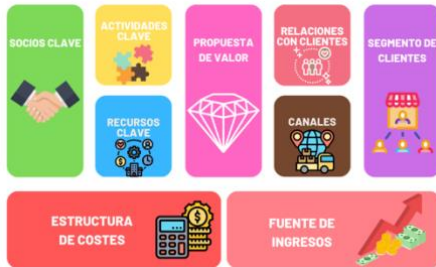 SOCIOS CLAVE
ACTIVIDADES
CLAVE
RECURSOS
CLAVE
PROPUESTA
DE VALOR
RELACIONES
CON CLIENTES
CANALES
SEGMENTO DE
CLIENTES
ESTRUCTURA
DE COSTES
FUENTE DE
INGRESOS